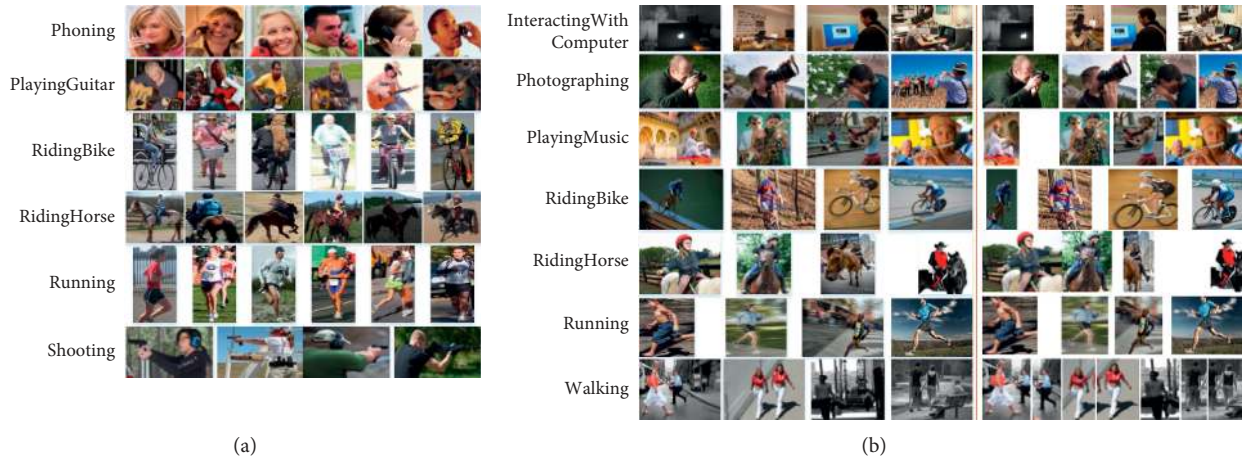 Phoning
PlayingGuitar
RidingBike
RidingHorse
Running
Shooting
(a)
InteractingWith
Computer
Photographing
PlayingMusic
RidingBike
RidingHorse
Running
Walking
(b)